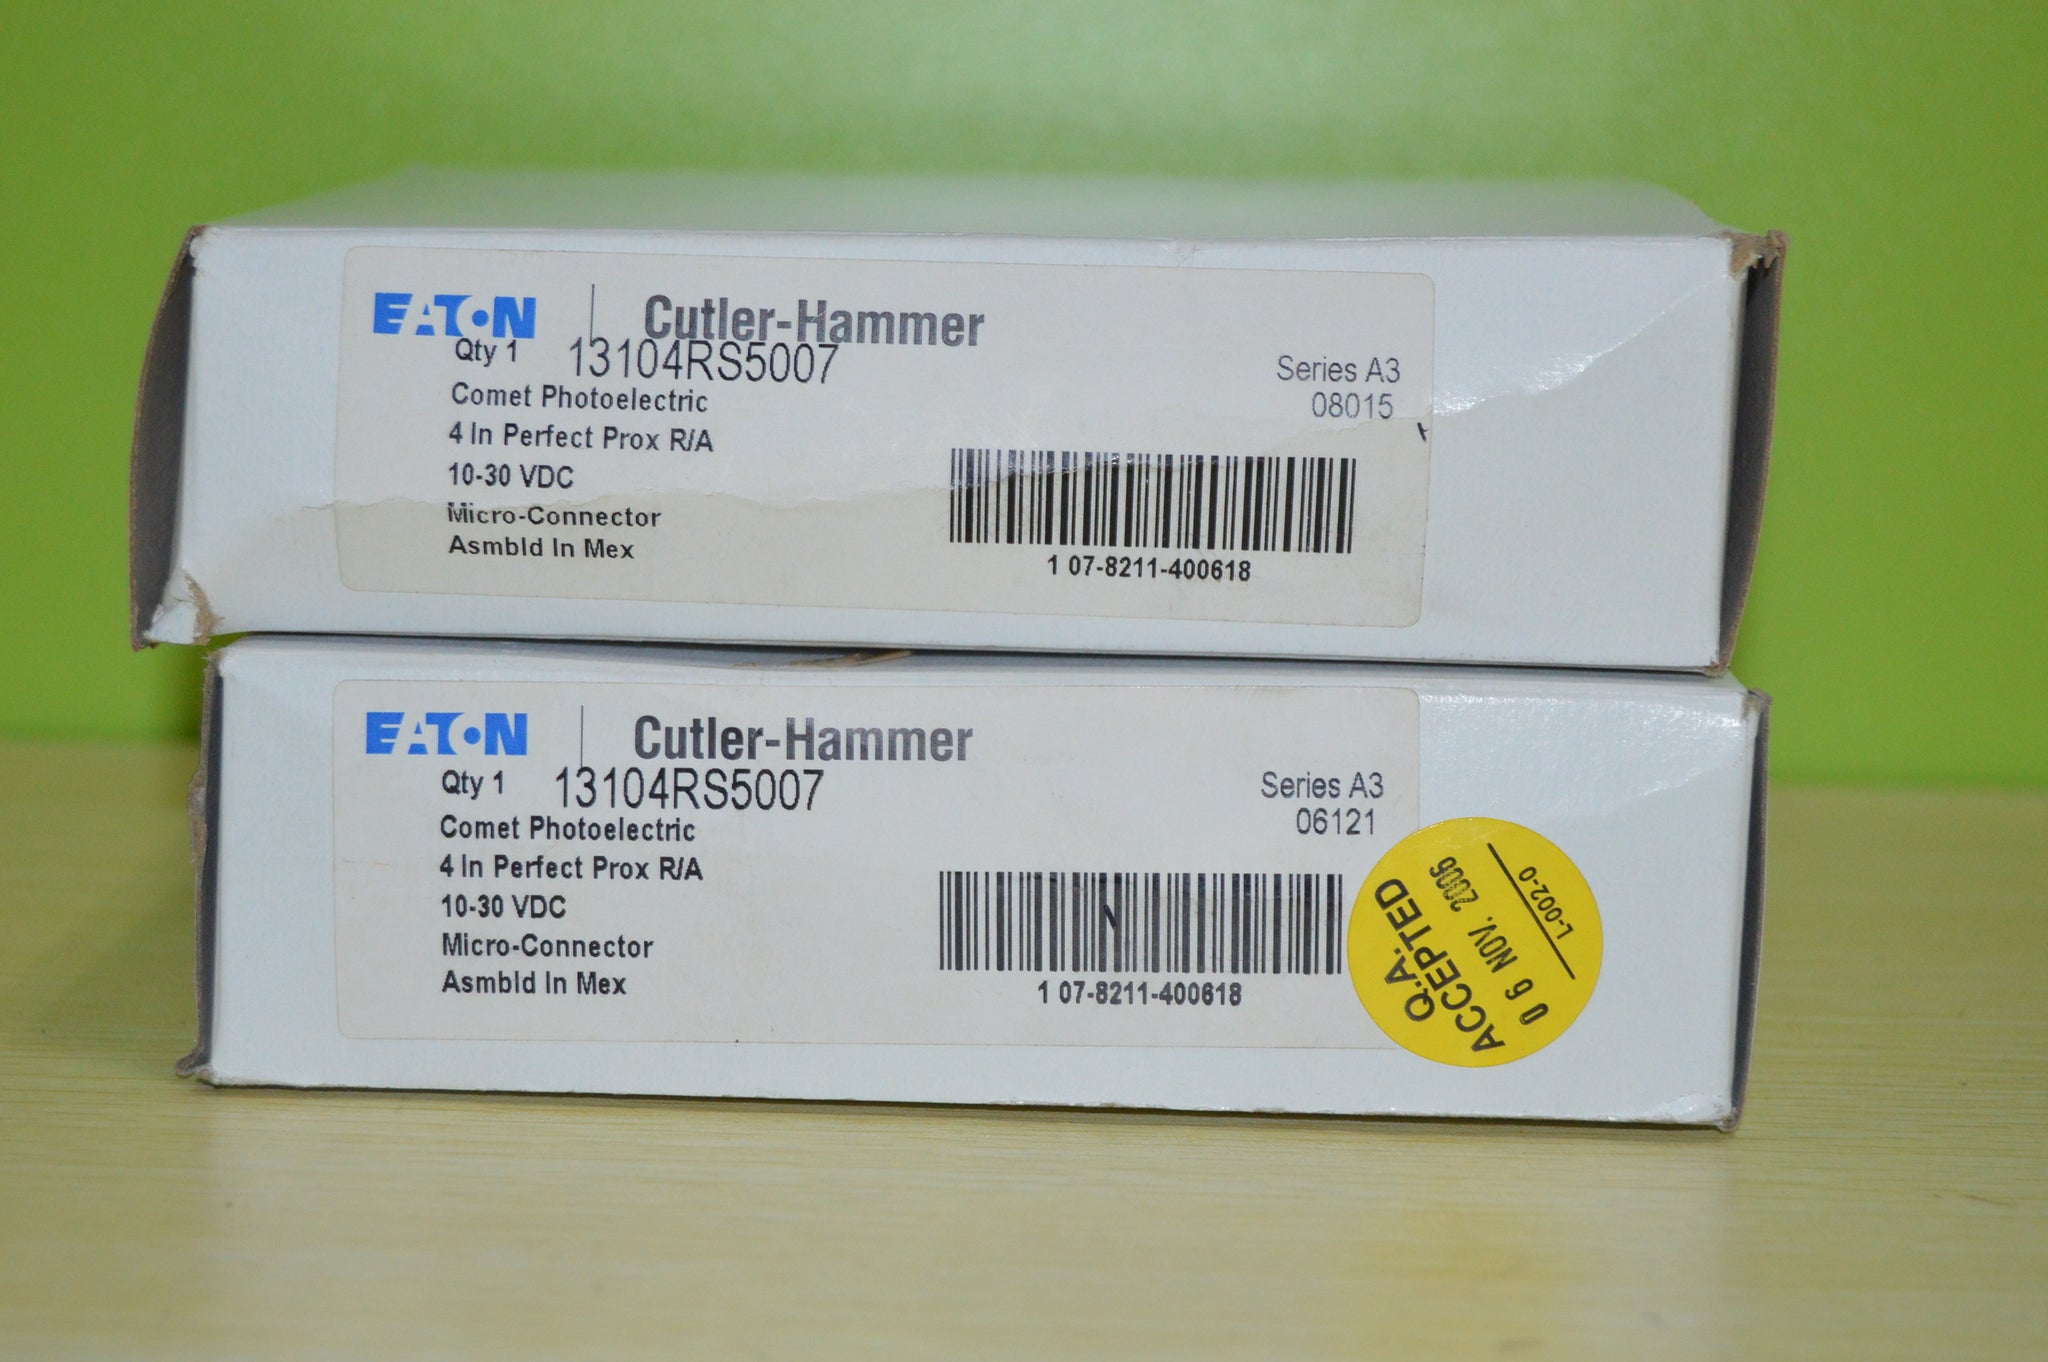 EATON | Cutler-Hammer
Qty 1 13104RS5007
Series A3
Comet Photoelectric
08015
4 In Perfect Prox R/A
10-30 VDC
Micro-Connector
Asmbld In Mex
1 07-8211-400618
EATON | Cutler-Hammer
Qty 1 13104RS5007
Series A3
Comet Photoelectric
06121
4 In Perfect Prox R/A
10-30 VDC
Micro-Connector
Asmbld In Mex
1 07-8211-400618
Q.A.
ACCEPTED
0 6 NOV. 2006
L-002-0